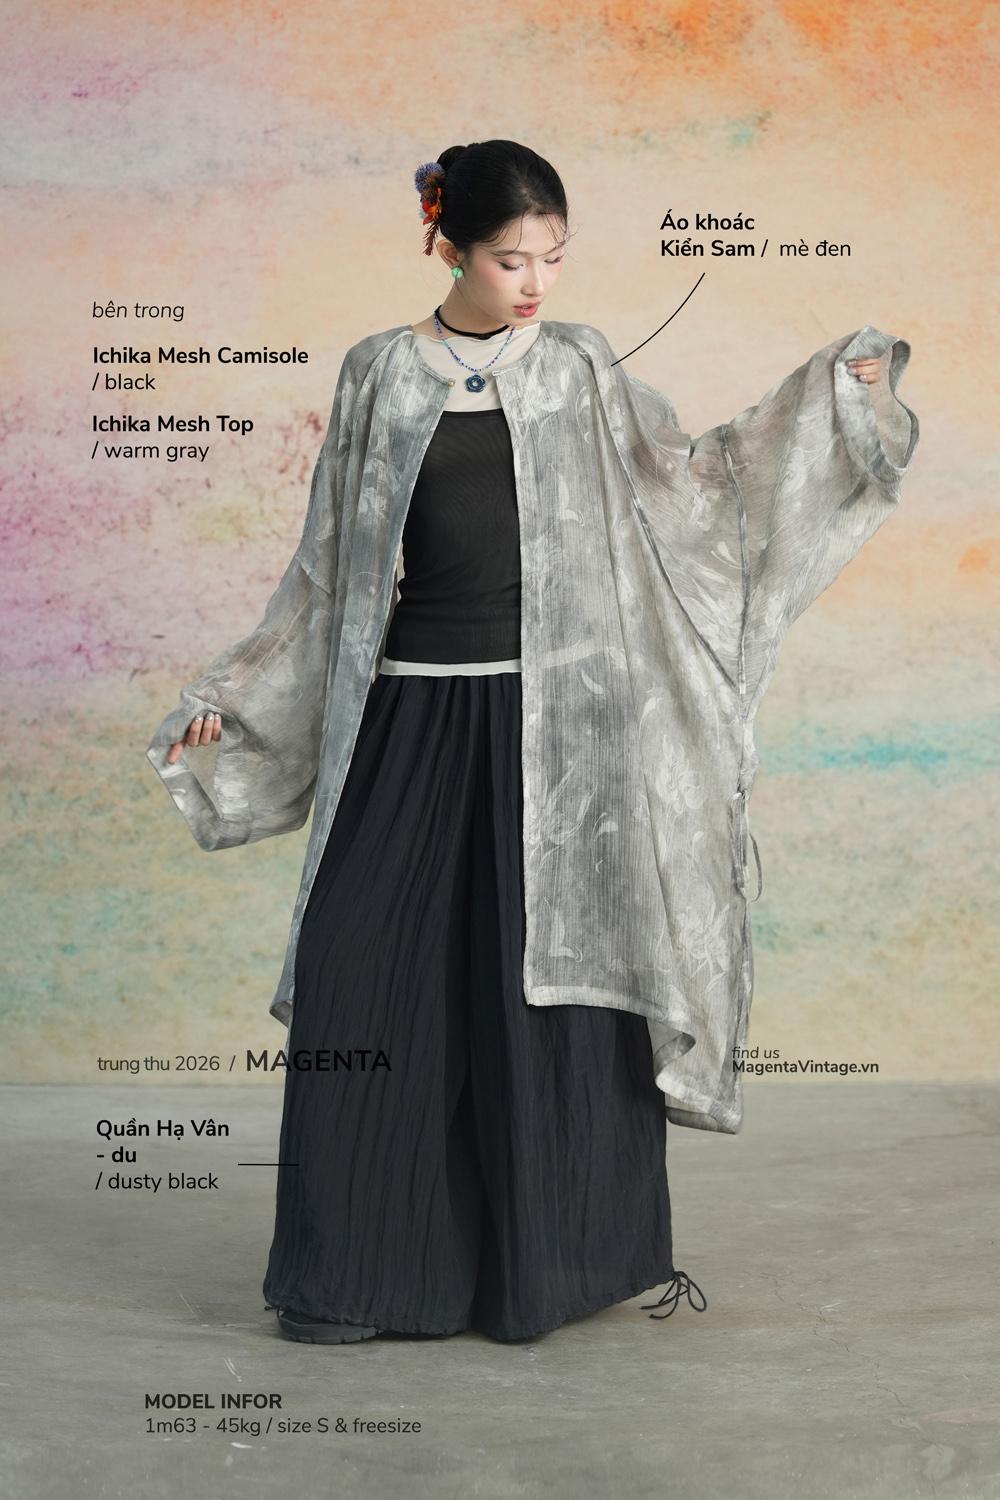 Áo khoác
Kiển Sam / mè đen
bên trong
Ichika Mesh Camisole
/ black
Ichika Mesh Top
/ warm gray
trung thu 2026 / MAGENTA
find us
MagentaVintage.vn
Quần Hạ Vân
- du
/ dusty black
MODEL INFOR
1m63 - 45kg / size S & freesize